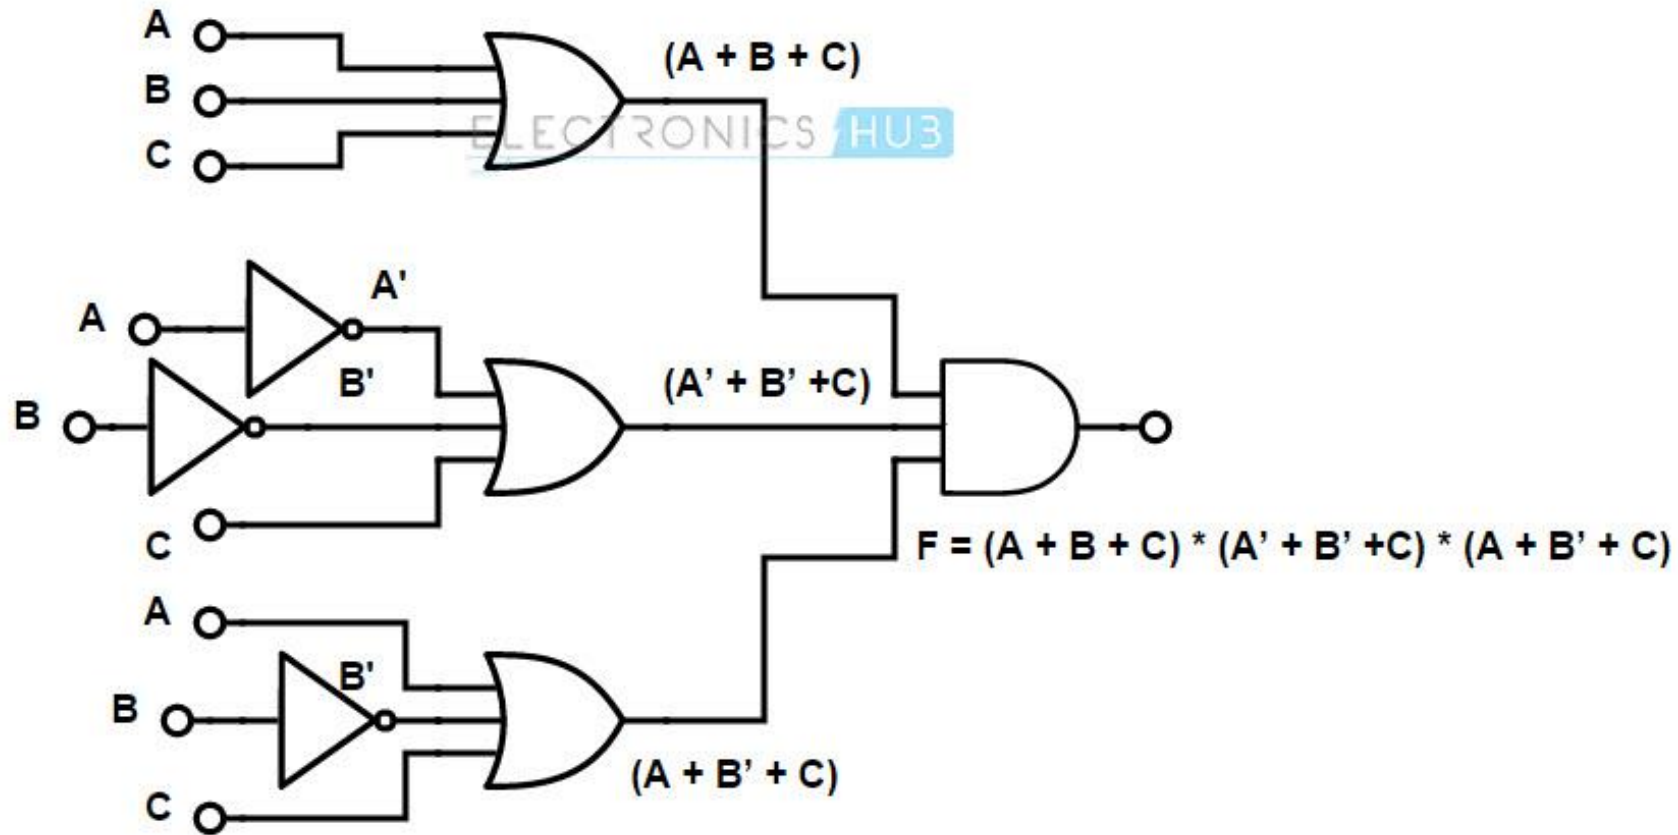 A
(A + B + C)
B
ELECTRONICS HUB
C
A'
A
B'
(A’ + B’ +C)
B
C
F = (A + B + C) * (A’ + B’ +C) * (A + B’ + C)
A
B'
B
(A + B’ + C)
C